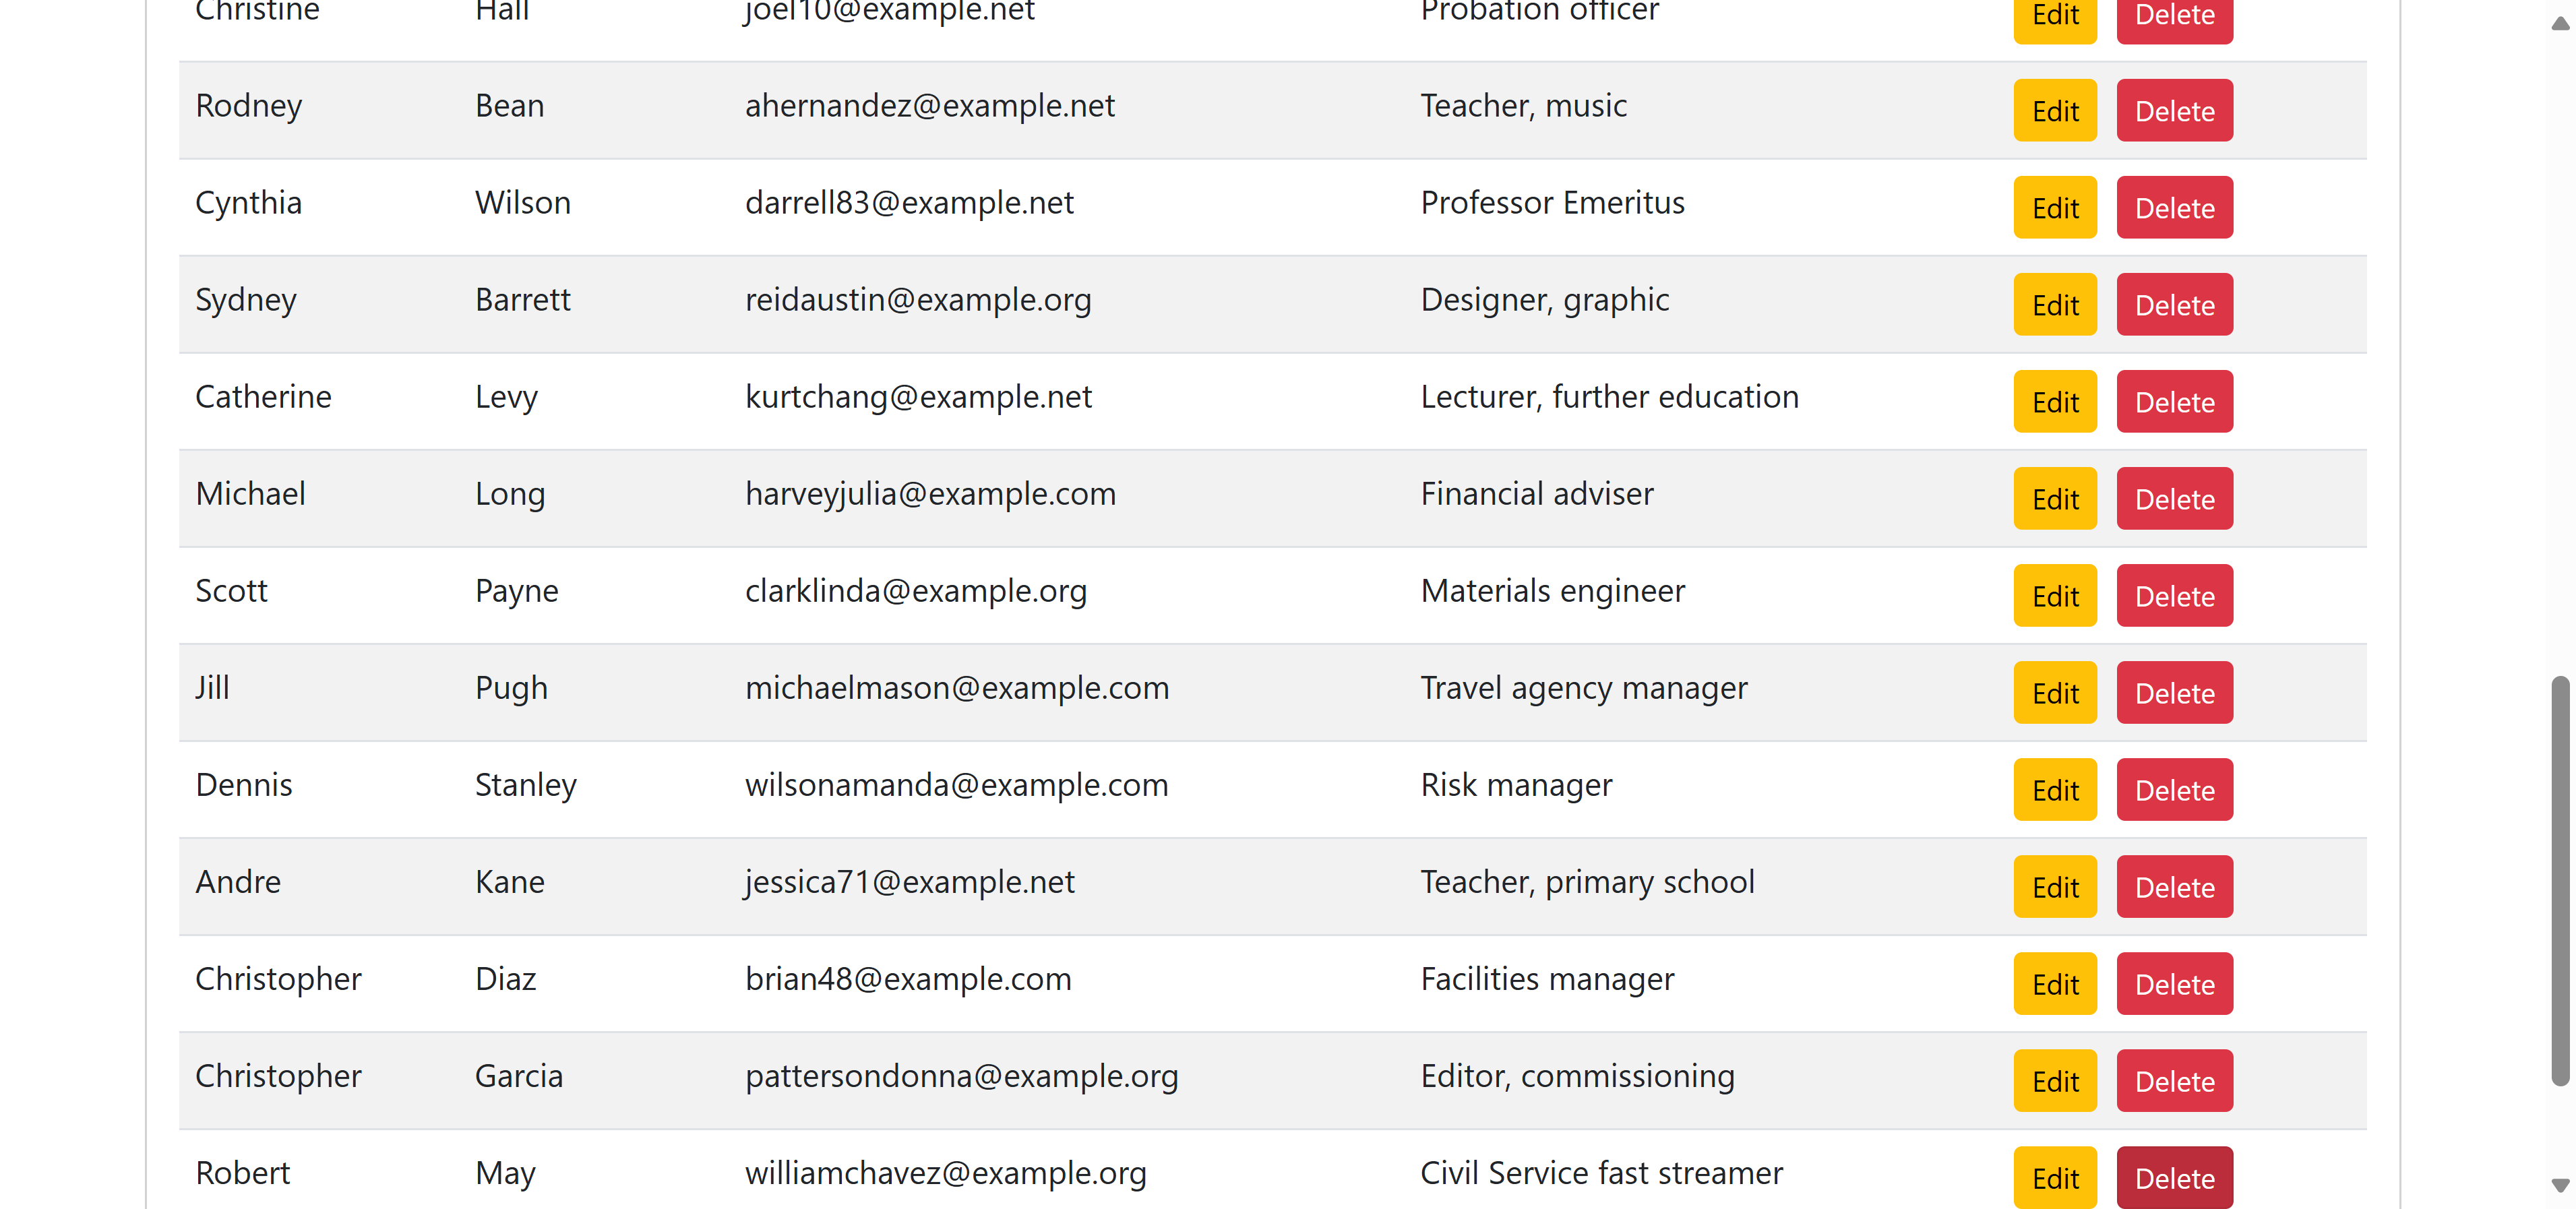 Christine Hall joel10@example.net Probation officer Edit Delete
Rodney Bean ahernandez@example.net Teacher, music Edit Delete
Cynthia Wilson darrell83@example.net Professor Emeritus Edit Delete
Sydney Barrett reidaustin@example.org Designer, graphic Edit Delete
Catherine Levy kurtchang@example.net Lecturer, further education Edit Delete
Michael Long harveyjulia@example.com Financial adviser Edit Delete
Scott Payne clarklinda@example.org Materials engineer Edit Delete
Jill Pugh michaelmason@example.com Travel agency manager Edit Delete
Dennis Stanley wilsonamanda@example.com Risk manager Edit Delete
Andre Kane jessica71@example.net Teacher, primary school Edit Delete
Christopher Diaz brian48@example.com Facilities manager Edit Delete
Christopher Garcia pattersondonna@example.org Editor, commissioning Edit Delete
Robert May williamchavez@example.org Civil Service fast streamer Edit Delete